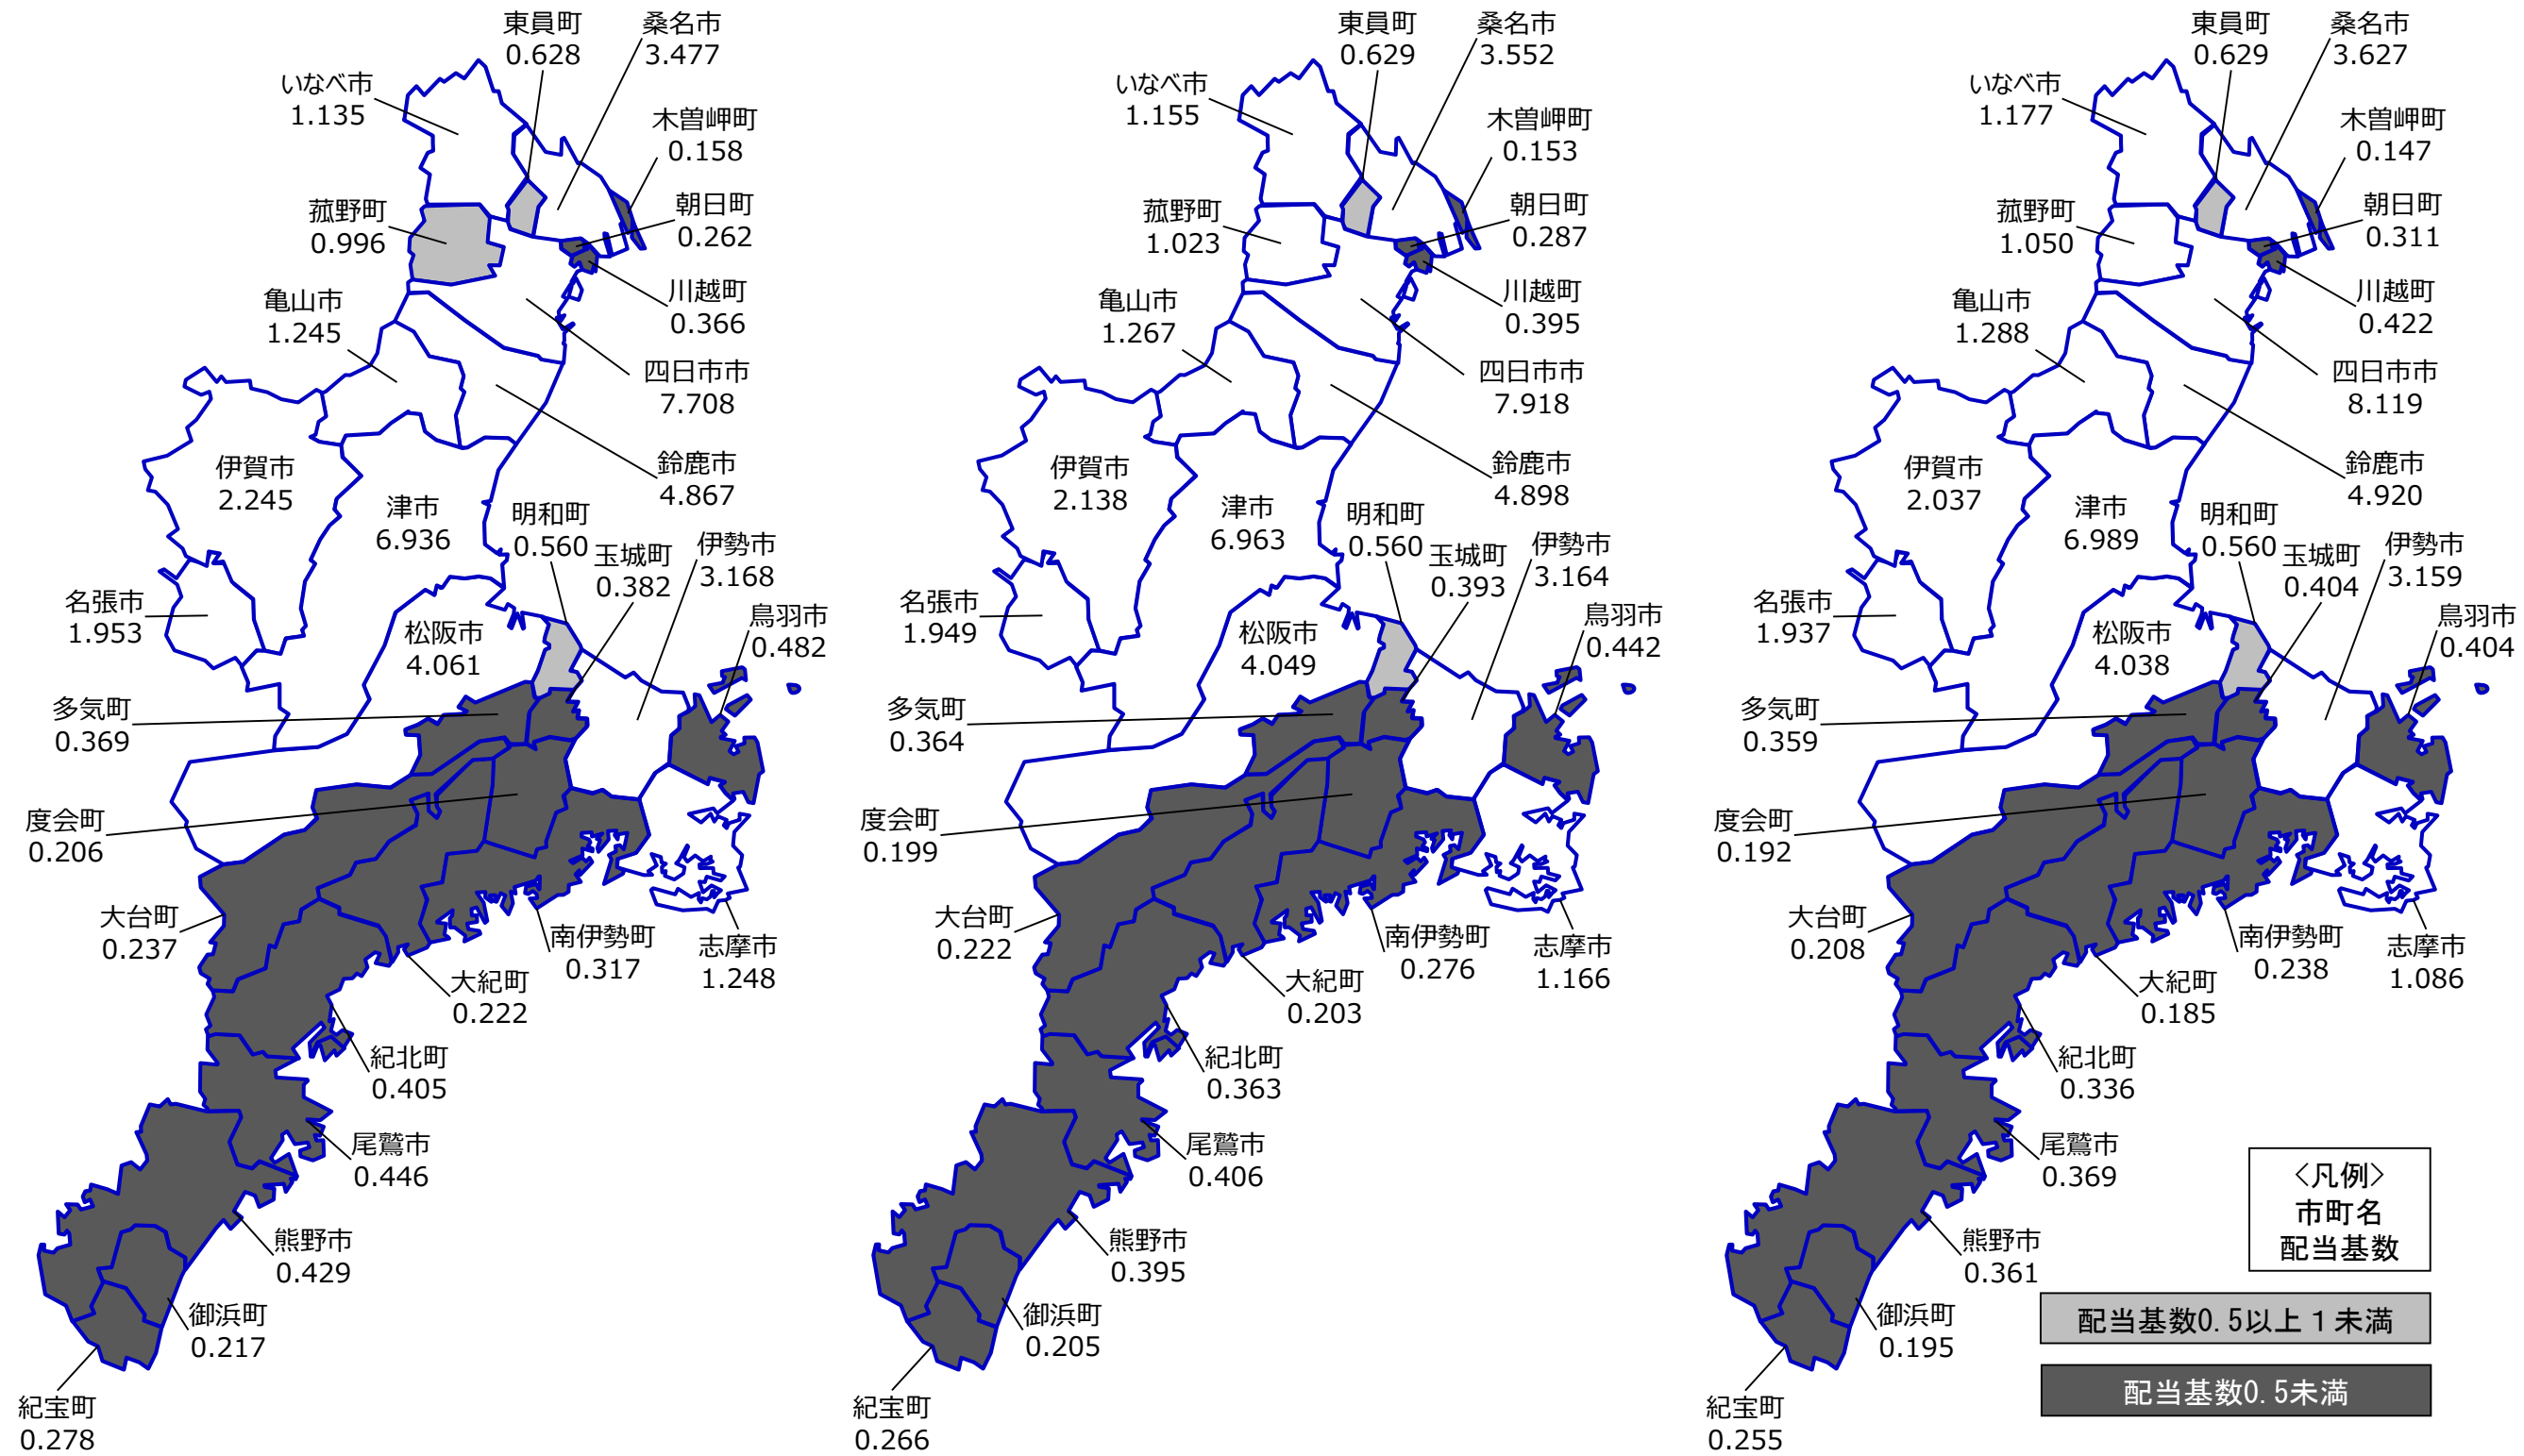 東員町
0.628
桑名市
3.477
いなべ市
1.135
木曽岬町
0.158
朝日町
0.262
菰野町
0.996
川越町
0.366
亀山市
1.245
四日市市
7.708
鈴鹿市
4.867
伊賀市
2.245
津市
6.936
明和町
0.560
玉城町
0.382
伊勢市
3.168
名張市
1.953
松阪市
4.061
鳥羽市
0.482
多気町
0.369
度会町
0.206
大台町
0.237
南伊勢町
0.317
志摩市
1.248
大紀町
0.222
紀北町
0.405
尾鷲市
0.446
熊野市
0.429
御浜町
0.217
紀宝町
0.278
東員町
0.629
桑名市
3.552
いなべ市
1.155
木曽岬町
0.153
朝日町
0.287
菰野町
1.023
川越町
0.395
亀山市
1.267
四日市市
7.918
鈴鹿市
4.898
伊賀市
2.138
津市
6.963
明和町
0.560
玉城町
0.393
伊勢市
3.164
名張市
1.949
松阪市
4.049
鳥羽市
0.442
多気町
0.364
度会町
0.199
大台町
0.222
南伊勢町
0.276
志摩市
1.166
大紀町
0.203
紀北町
0.363
尾鷲市
0.406
熊野市
0.395
御浜町
0.205
紀宝町
0.266
東員町
0.629
桑名市
3.627
いなべ市
1.177
木曽岬町
0.147
朝日町
0.311
菰野町
1.050
川越町
0.422
亀山市
1.288
四日市市
8.119
鈴鹿市
4.920
伊賀市
2.037
津市
6.989
明和町
0.560
玉城町
0.404
伊勢市
3.159
名張市
1.937
松阪市
4.038
鳥羽市
0.404
多気町
0.359
度会町
0.192
大台町
0.208
南伊勢町
0.238
志摩市
1.086
大紀町
0.185
紀北町
0.336
尾鷲市
0.369
熊野市
0.361
御浜町
0.195
紀宝町
0.255
〈凡例〉
市町名
配当基数
配当基数0.5以上１未満
配当基数0.5未満